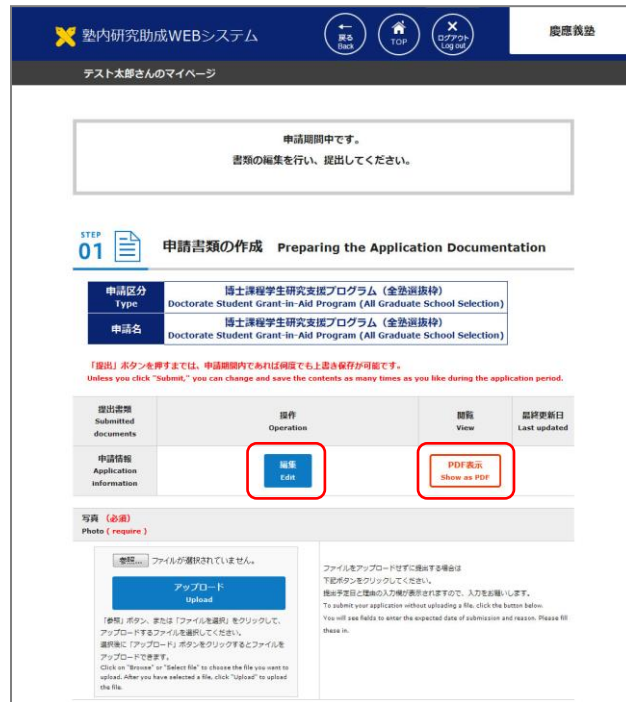 塾内研究助成WEBシステム
戻る
Back
TOP
ログアウト
Log out
慶應義塾
テスト太郎さんのマイページ
申請期間中です。
書類の編集を行い、提出してください。
STEP
01
申請書類の作成 Preparing the Application Documentation
申請区分
Type
博士課程学生研究支援プログラム（全塾選抜枠）
Doctorate Student Grant-in-Aid Program (All Graduate School Selection)
申請名
博士課程学生研究支援プログラム（全塾選抜枠）
Doctorate Student Grant-in-Aid Program (All Graduate School Selection)
「提出」ボタンを押すまでは、申請期間内であれば何度でも上書き保存が可能です。
Unless you click "Submit," you can change and save the contents as many times as you like during the application period.
提出書類
Submitted
documents
操作
Operation
閲覧
View
最終更新日
Last updated
申請情報
Application
information
編集
Edit
PDF表示
Show as PDF
写真（必須）
Photo ( require )
参照... ファイルが選択されていません。
アップロード
Upload
「参照」ボタン、または「ファイルを選択」をクリックして、
アップロードするファイルを選択してください。
選択後に「アップロード」ボタンをクリックするとファイルを
アップロードできます。
Click on "Browse" or "Select file" to choose the file you want to
upload. After you have selected a file, click "Upload" to upload
the file.
ファイルをアップロードせずに提出する場合は
下記ボタンをクリックしてください。
提出予定日と理由の入力欄が表示されますので、入力をお願いします。
To submit your application without uploading a file, click the button below.
You will see fields to enter the expected date of submission and reason. Please fill
these in.